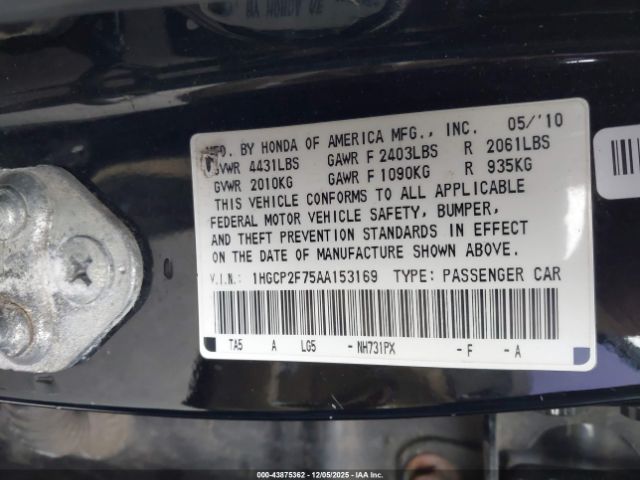 MFD. BY HONDA OF AMERICA MFG., INC. 05/'10
GVWR 4431LBS GAWR F 2403LBS R 2061LBS
GVWR 2010KG GAWR F 1090KG R 935KG
THIS VEHICLE CONFORMS TO ALL APPLICABLE
FEDERAL MOTOR VEHICLE SAFETY, BUMPER,
AND THEFT PREVENTION STANDARDS IN EFFECT
ON THE DATE OF MANUFACTURE SHOWN ABOVE.
V.I.N.: 1HGCP2F75AA153169 TYPE: PASSENGER CAR
TA5 A LG5 -NH731PX -F -A
000-43875362 - 12/05/2025 - IAA Inc.